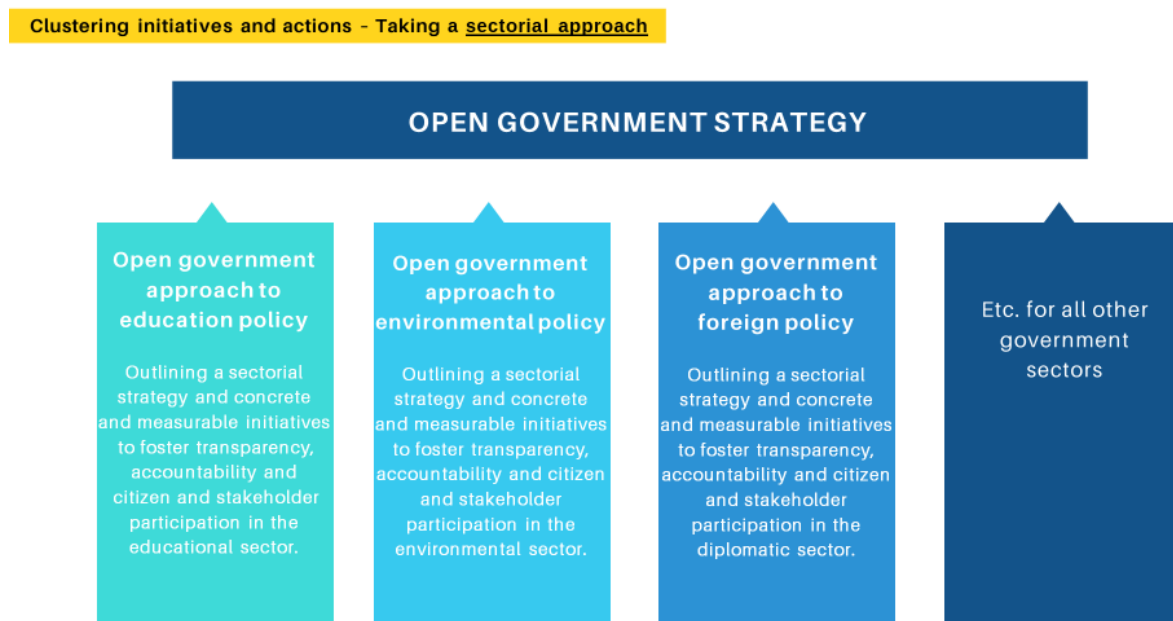 Clustering initiatives and actions - Taking a sectorial approach
OPEN GOVERNMENT STRATEGY
Open government
approach to
education policy
Outlining a sectorial
strategy and concrete
and measurable initiatives
to foster transparency,
accountability and
citizen and stakeholder
participation in the
educational sector.
Open government
approach to
environmental policy
Outlining a sectorial
strategy and concrete
and measurable initiatives
to foster transparency,
accountability and citizen
and stakeholder
participation in the
environmental sector.
Open government
approach to
foreign policy
Outlining a sectorial
strategy and concrete
and measurable initiatives
to foster transparency,
accountability and citizen
and stakeholder
participation in the
diplomatic sector.
Etc. for all other
government
sectors